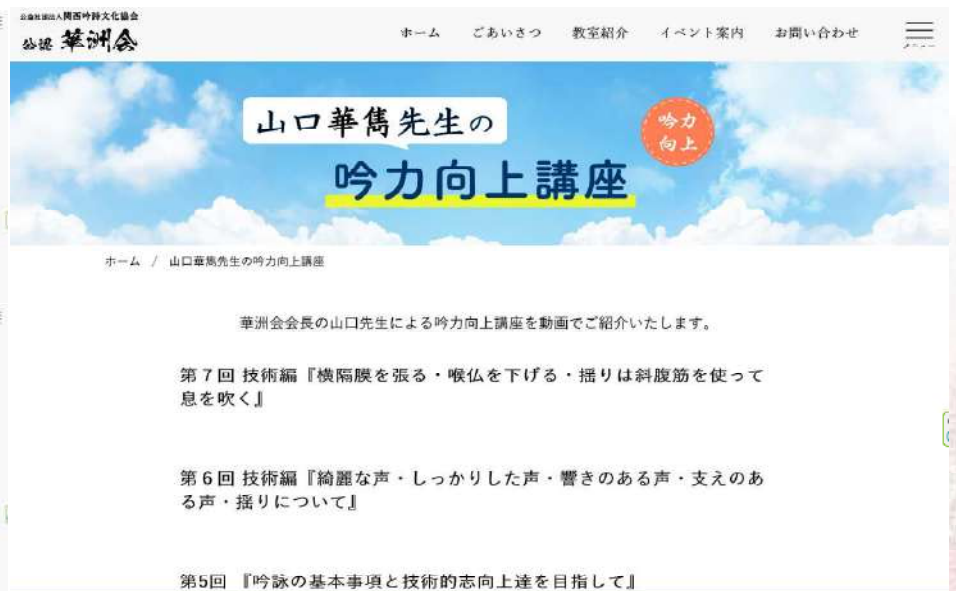 公益社団法人関西吟詩文化協会
公認 華洲会
ホーム ごあいさつ 教室紹介 イベント案内 お問い合わせ
メニュー
山口華雋先生の
吟力向上講座
吟力
向上
ホーム / 山口華雋先生の吟力向上講座
華洲会会長の山口先生による吟力向上講座を動画でご紹介いたします。
第7回 技術編『横隔膜を張る・喉仏を下げる・揺りは斜腹筋を使って
息を吹く』
第6回 技術編『綺麗な声・しっかりした声・響きのある声・支えのあ
る声・揺りについて』
第5回 『吟詠の基本事項と技術的志向上達を目指して』